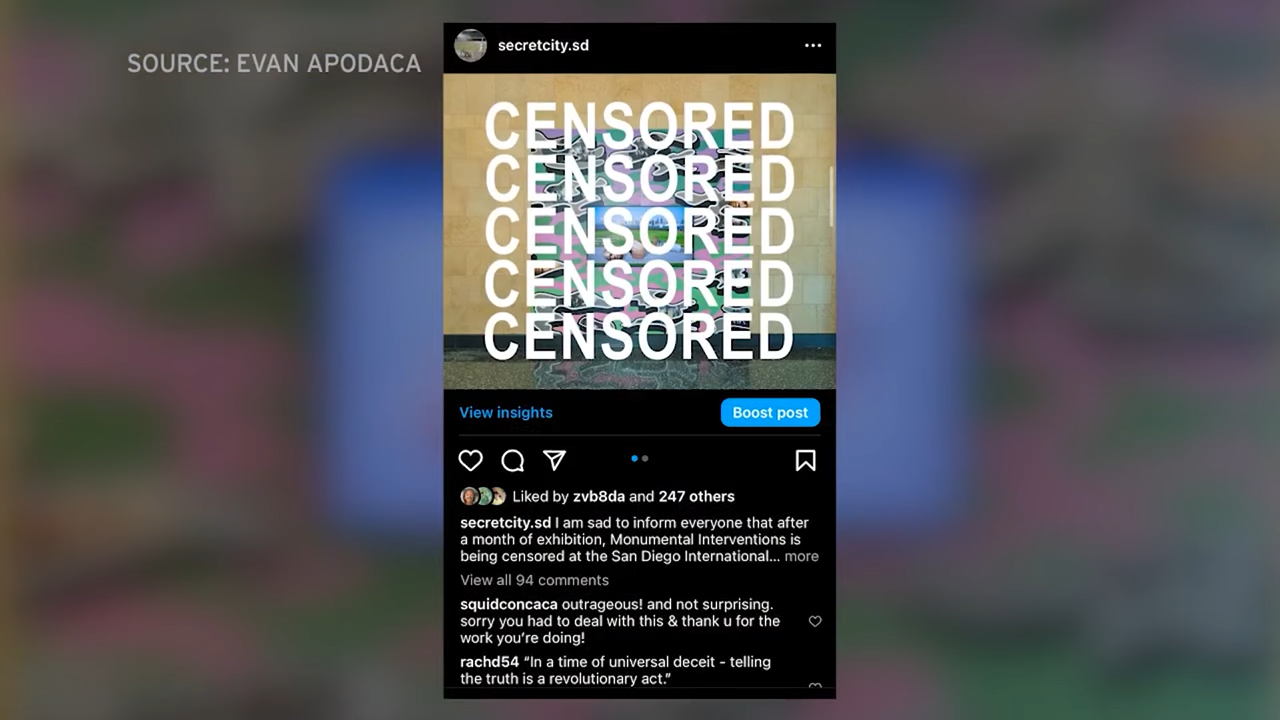 SOURCE: EVAN APODACA
secretcity.sd
CENSORED
CENSORED
CENSORED
CENSORED
CENSORED
View insights
Boost post
Liked by zvb8da and 247 others
secretcity.sd I am sad to inform everyone that after
a month of exhibition, Monumental Interventions is
being censored at the San Diego International... more
View all 94 comments
squidconcaca outrageous! and not surprising.
sorry you had to deal with this & thank u for the
work you’re doing!
rachd54 “In a time of universal deceit - telling
the truth is a revolutionary act.”